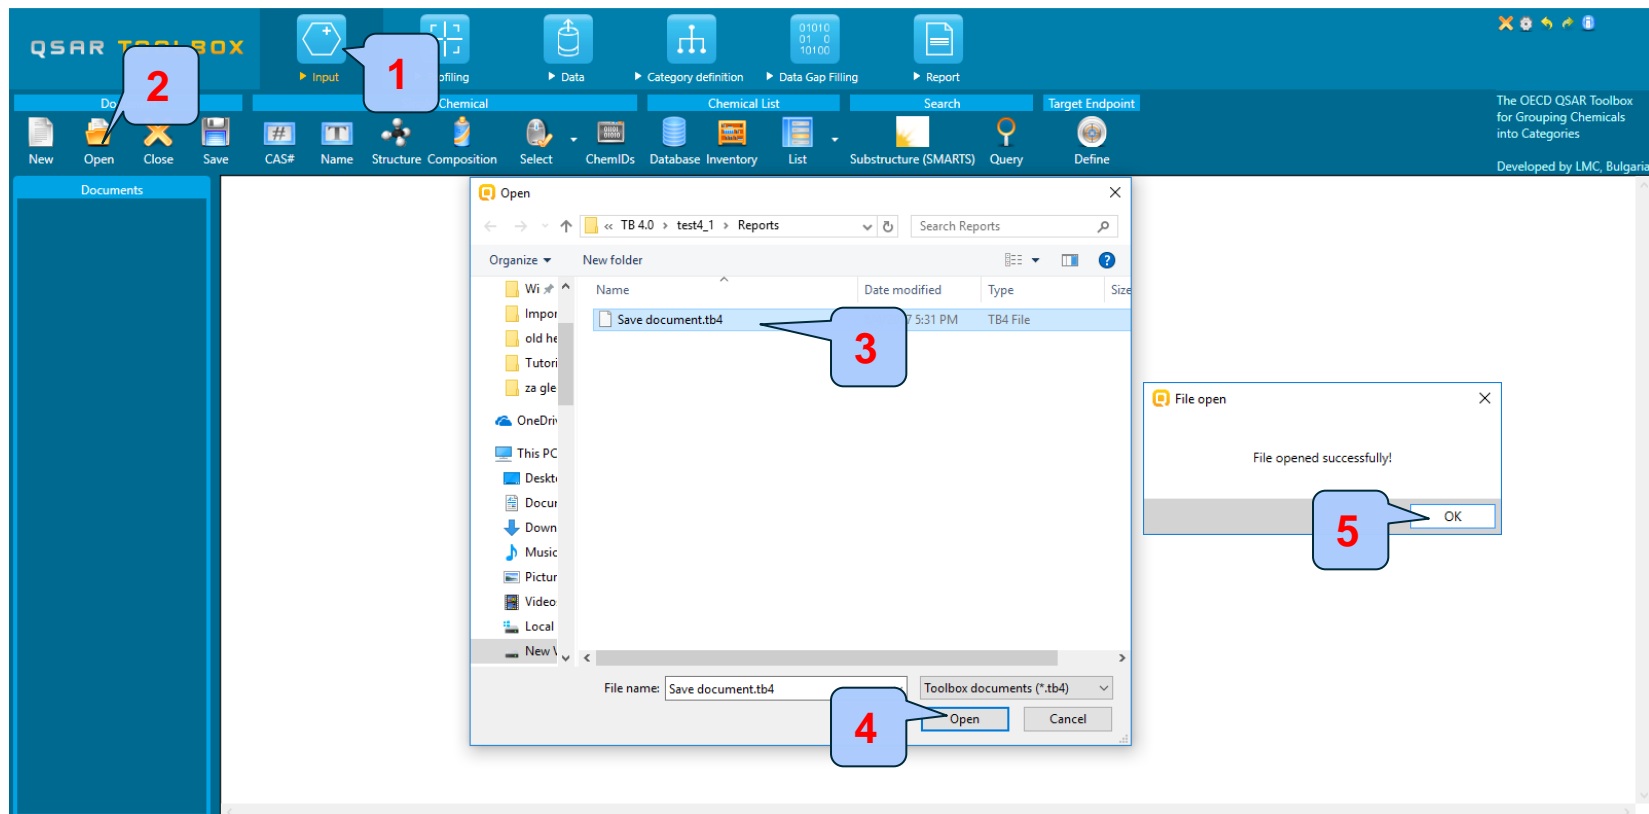 QSAR TOOLBOX
Input
Data
Category definition
Data Gap Filling
Report
01010
01 0
10100
1
2
Chemical
Chemical List
Search
Target Endpoint
The OECD QSAR Toolbox
for Grouping Chemicals
into Categories
Developed by LMC, Bulgaria
New
Open
Close
Save
CAS#
Name
Structure
Composition
Select
ChemIDs
Database
Inventory
List
Substructure (SMARTS)
Query
Define
Documents
Open
« TB 4.0 > test4_1 > Reports
Search Reports
Organize
New folder
Name
Date modified
Type
Size
Save document.tb4
5:31 PM
TB4 File
3
Wi
Impor
old he
Tutori
za gle
OneDri
This PC
Deskt
Docur
Down
Music
Pictur
Video
Local
New
File name:
Save document.tb4
Toolbox documents (*.tb4)
Open
Cancel
4
File open
File opened successfully!
OK
5